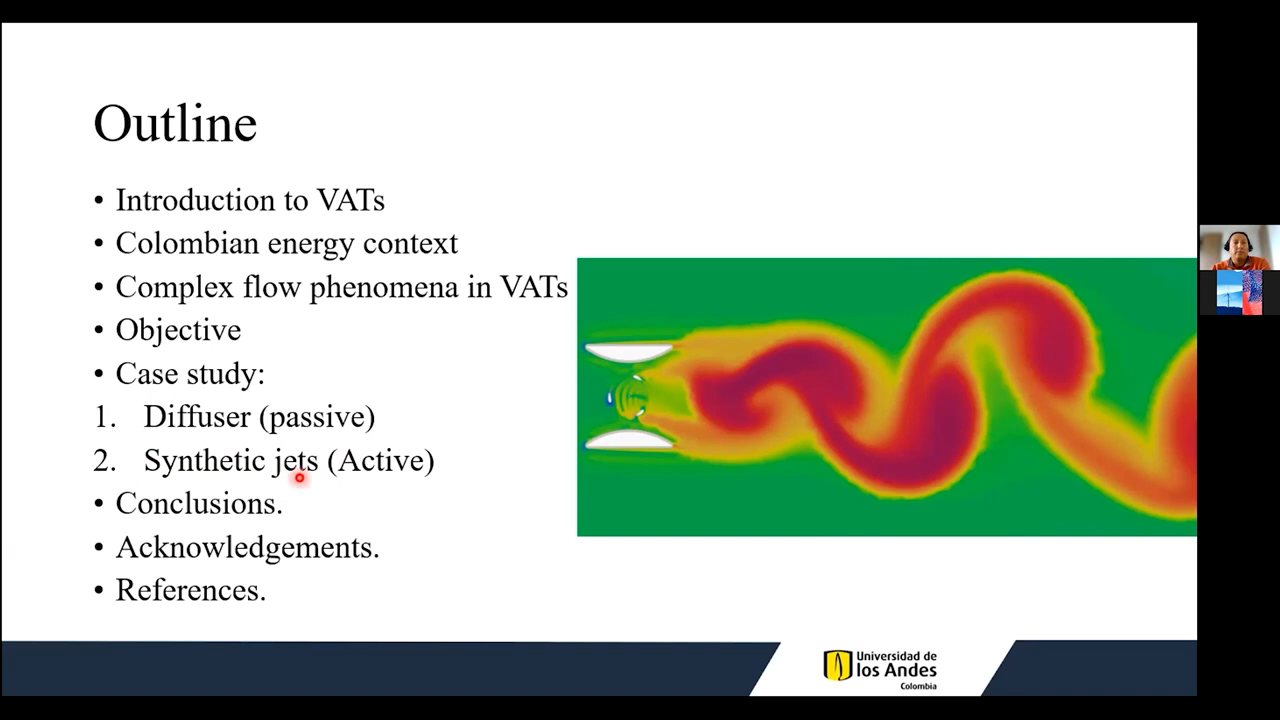 Outline
• Introduction to VATs
• Colombian energy context
• Complex flow phenomena in VATs
• Objective
• Case study:
1. Diffuser (passive)
2. Synthetic jets (Active)
• Conclusions.
• Acknowledgements.
• References.
Universidad de
los Andes
Colombia